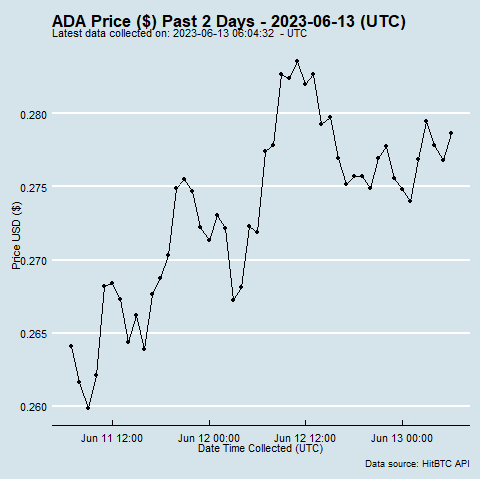 ADA Price ($) Past 2 Days - 2023-06-13 (UTC)
Latest data collected on: 2023-06-13 06:04:32  - UTC
Price USD ($)
0.280
0.275
0.270
0.265
0.260
Jun 11 12:00
Jun 12 00:00
Jun 12 12:00
Jun 13 00:00
Date Time Collected (UTC)
Data source: HitBTC API